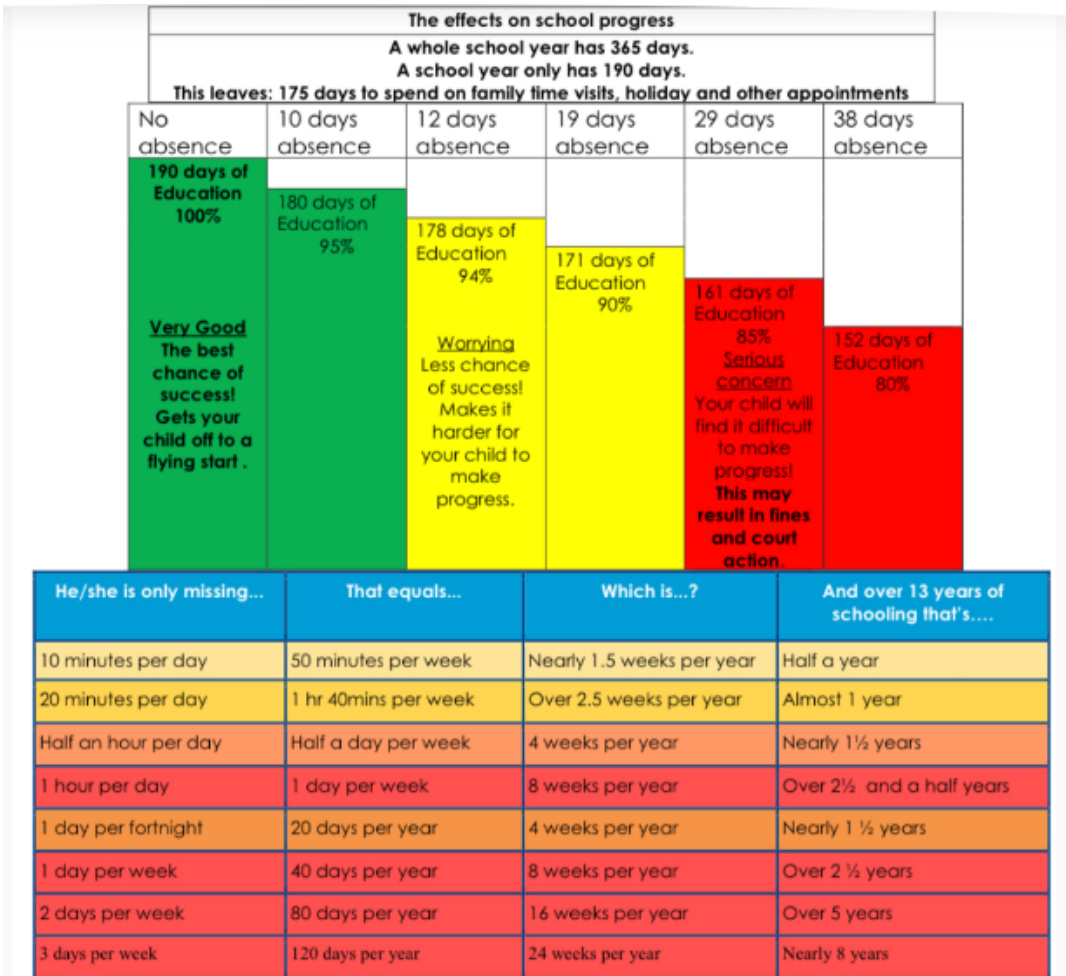 The effects on school progress
A whole school year has 365 days.
A school year only has 190 days.
This leaves: 175 days to spend on family time visits, holiday and other appointments
No
absence
10 days
absence
12 days
absence
19 days
absence
29 days
absence
38 days
absence
190 days of
Education
100%
Very Good
The best
chance of
success!
Gets your
child off to a
flying start .
180 days of
Education
95%
178 days of
Education
94%
Worrying
Less chance
of success!
Makes it
harder for
your child to
make
progress.
171 days of
Education
90%
161 days of
Education
85%
Serious
concern
Your child will
find it difficult
to make
progress!
This may
result in fines
and court
action.
152 days of
Education
80%
He/she is only missing...
That equals...
Which is...?
And over 13 years of
schooling that's....
10 minutes per day
50 minutes per week
Nearly 1.5 weeks per year
Half a year
20 minutes per day
1 hr 40mins per week
Over 2.5 weeks per year
Almost 1 year
Half an hour per day
Half a day per week
4 weeks per year
Nearly 1½ years
1 hour per day
1 day per week
8 weeks per year
Over 2½ and a half years
1 day per fortnight
20 days per year
4 weeks per year
Nearly 1 ½ years
1 day per week
40 days per year
8 weeks per year
Over 2 ½ years
2 days per week
80 days per year
16 weeks per year
Over 5 years
3 days per week
120 days per year
24 weeks per year
Nearly 8 years